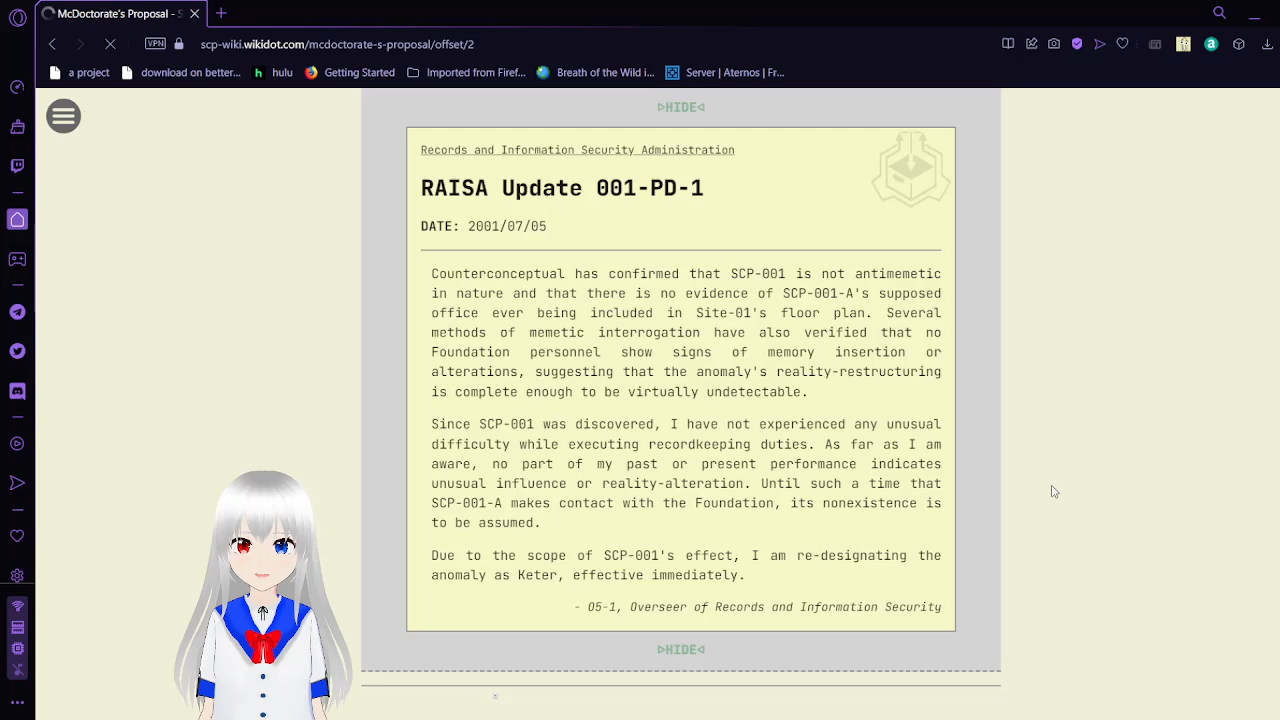 McDoctorate's Proposal - S
VPN
scp-wiki.wikidot.com/mcdoctorate-s-proposal/offset/2
a project
download on better...
hulu
Getting Started
Imported from Firef...
Breath of the Wild i...
Server | Aternos | Fr...
▷HIDE◁
Records and Information Security Administration
RAISA Update 001-PD-1
DATE: 2001/07/05
Counterconceptual has confirmed that SCP-001 is not antimemetic
in nature and that there is no evidence of SCP-001-A's supposed
office ever being included in Site-01's floor plan. Several
methods of memetic interrogation have also verified that no
Foundation personnel show signs of memory insertion or
alterations, suggesting that the anomaly's reality-restructuring
is complete enough to be virtually undetectable.
Since SCP-001 was discovered, I have not experienced any unusual
difficulty while executing recordkeeping duties. As far as I am
aware, no part of my past or present performance indicates
unusual influence or reality-alteration. Until such a time that
SCP-001-A makes contact with the Foundation, its nonexistence is
to be assumed.
Due to the scope of SCP-001's effect, I am re-designating the
anomaly as Keter, effective immediately.
- O5-1, Overseer of Records and Information Security
▷HIDE◁